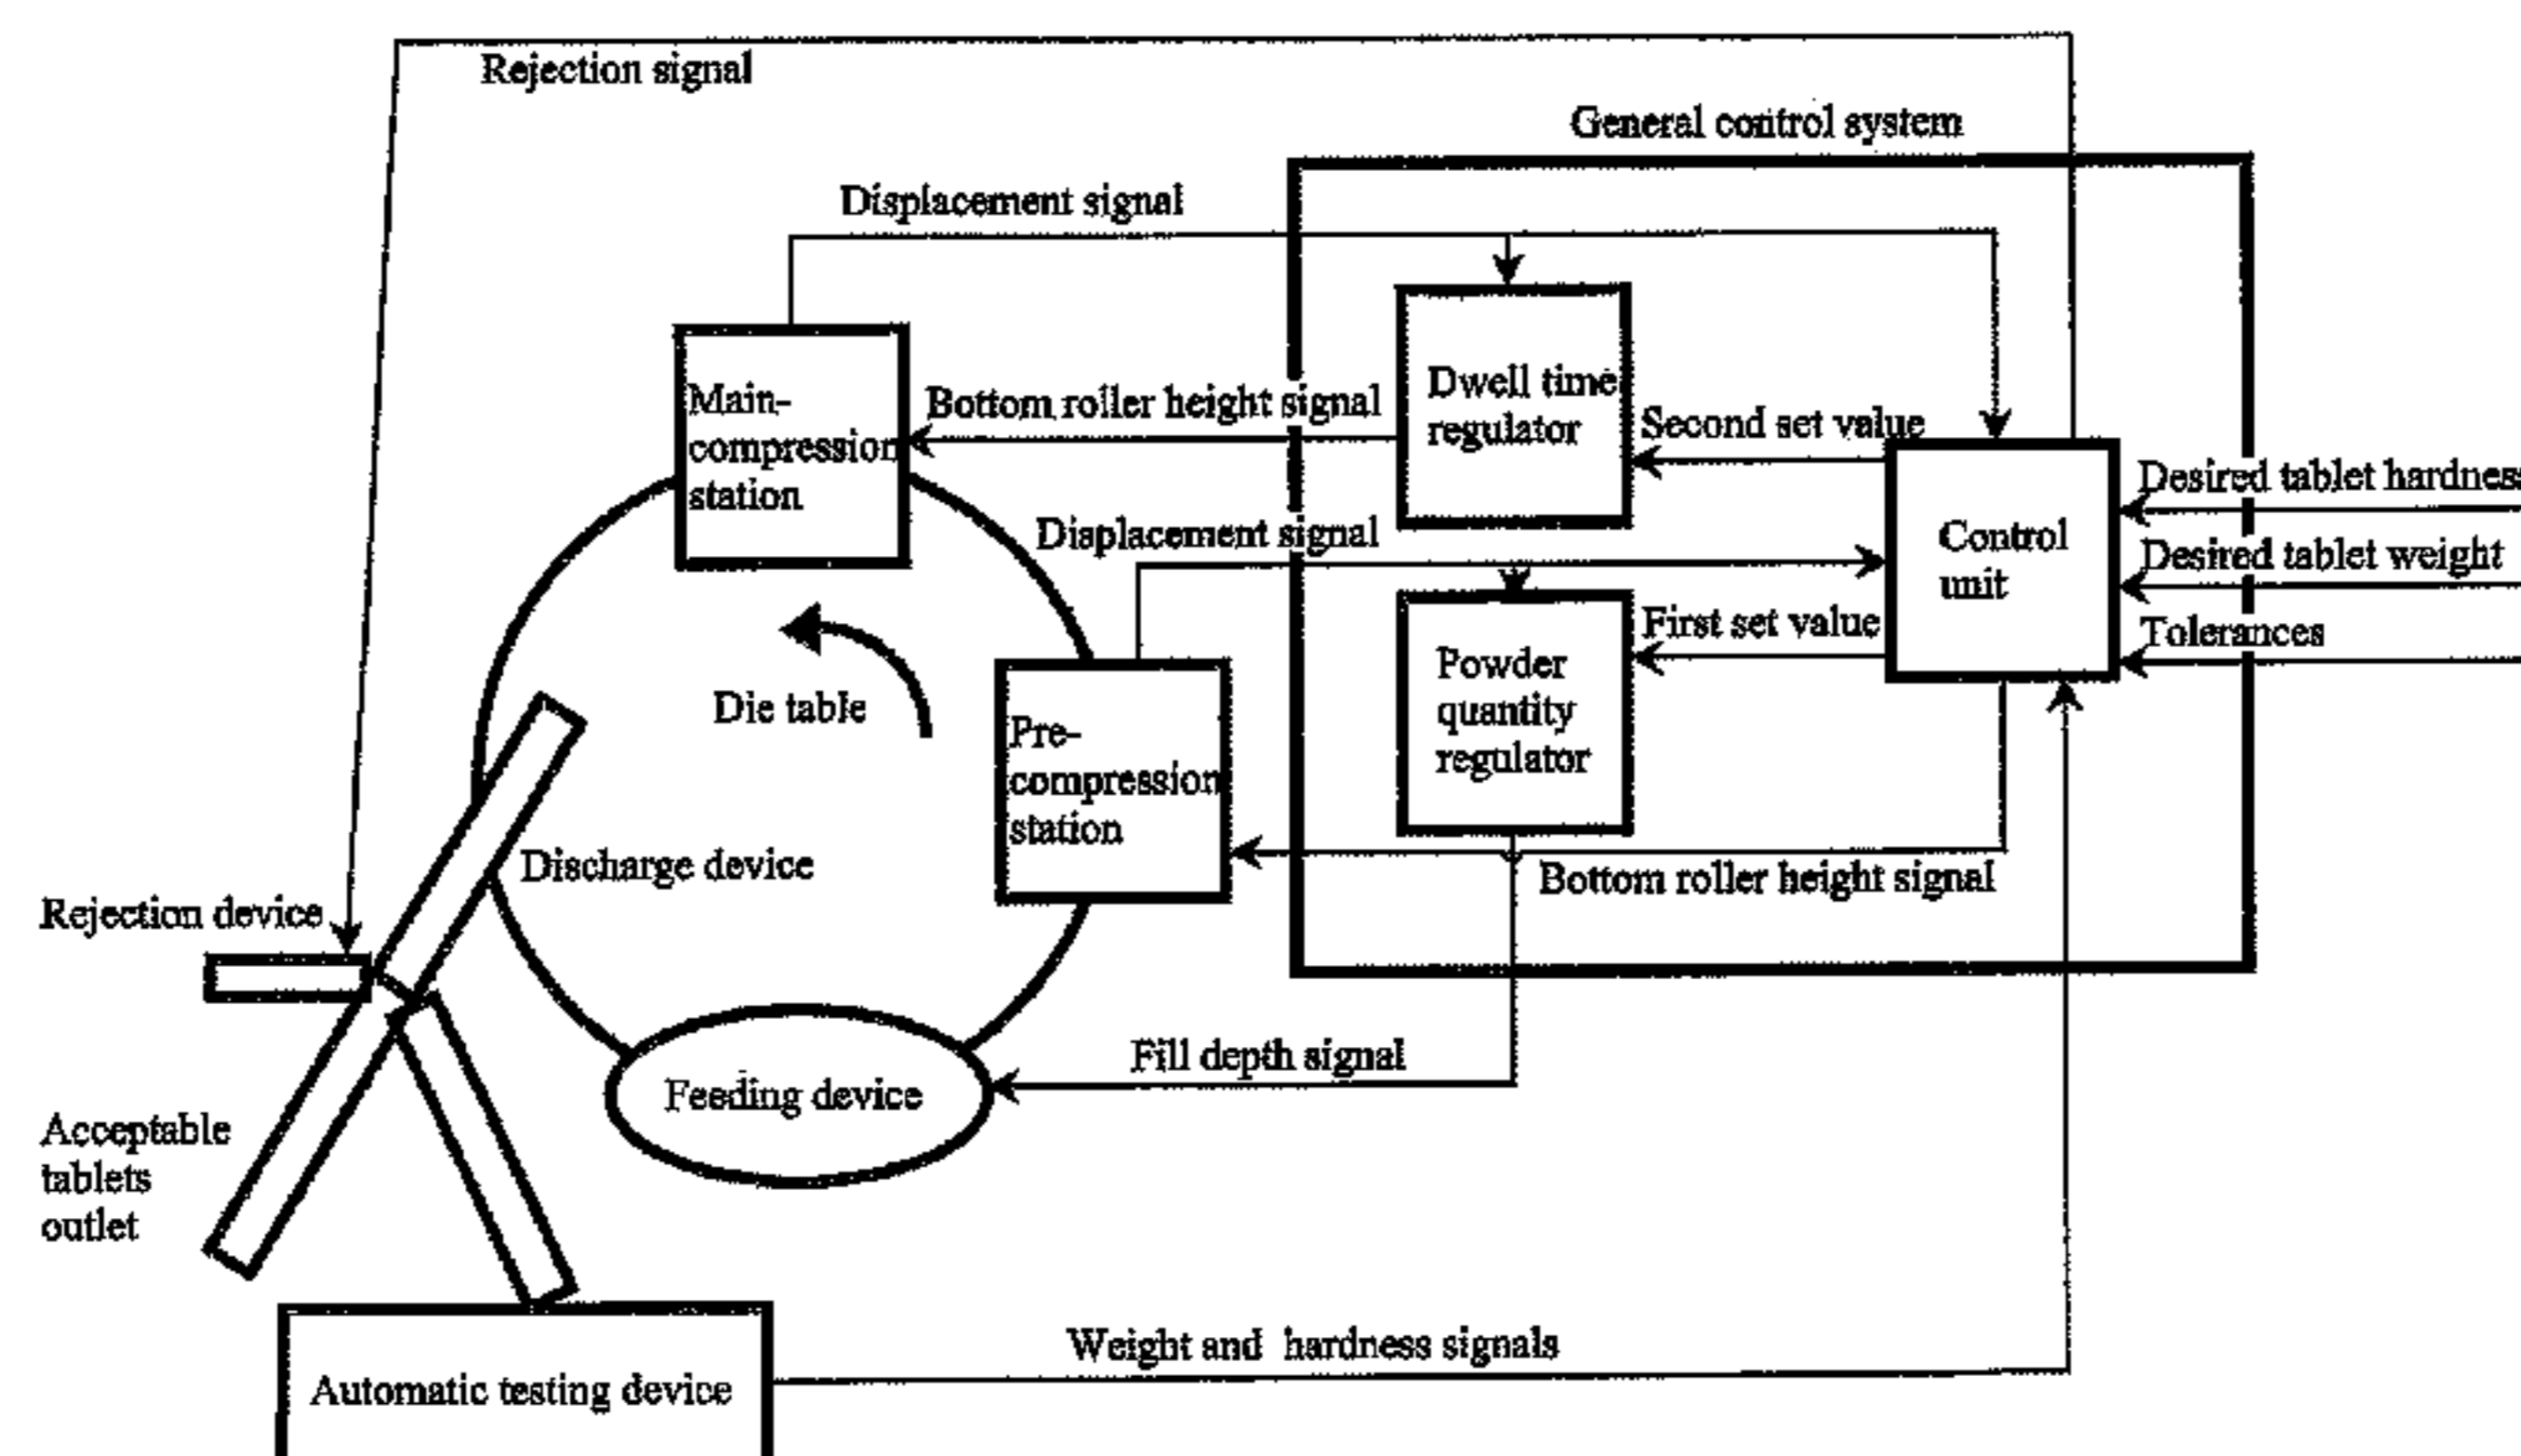 Rejection signal
General control system
Displacement signal
Main-
compression
station
Bottom roller height signal
Dwell time
regulator
Second set value
Desired tablet hardness
Displacement signal
Control
unit
Desired tablet weight
First set value
Tolerances
Powder
quantity
regulator
Die table
Pre-
compression
station
Discharge device
Bottom roller height signal
Rejection device
Fill depth signal
Feeding device
Acceptable
tablets
outlet
Weight and hardness signals
Automatic testing device